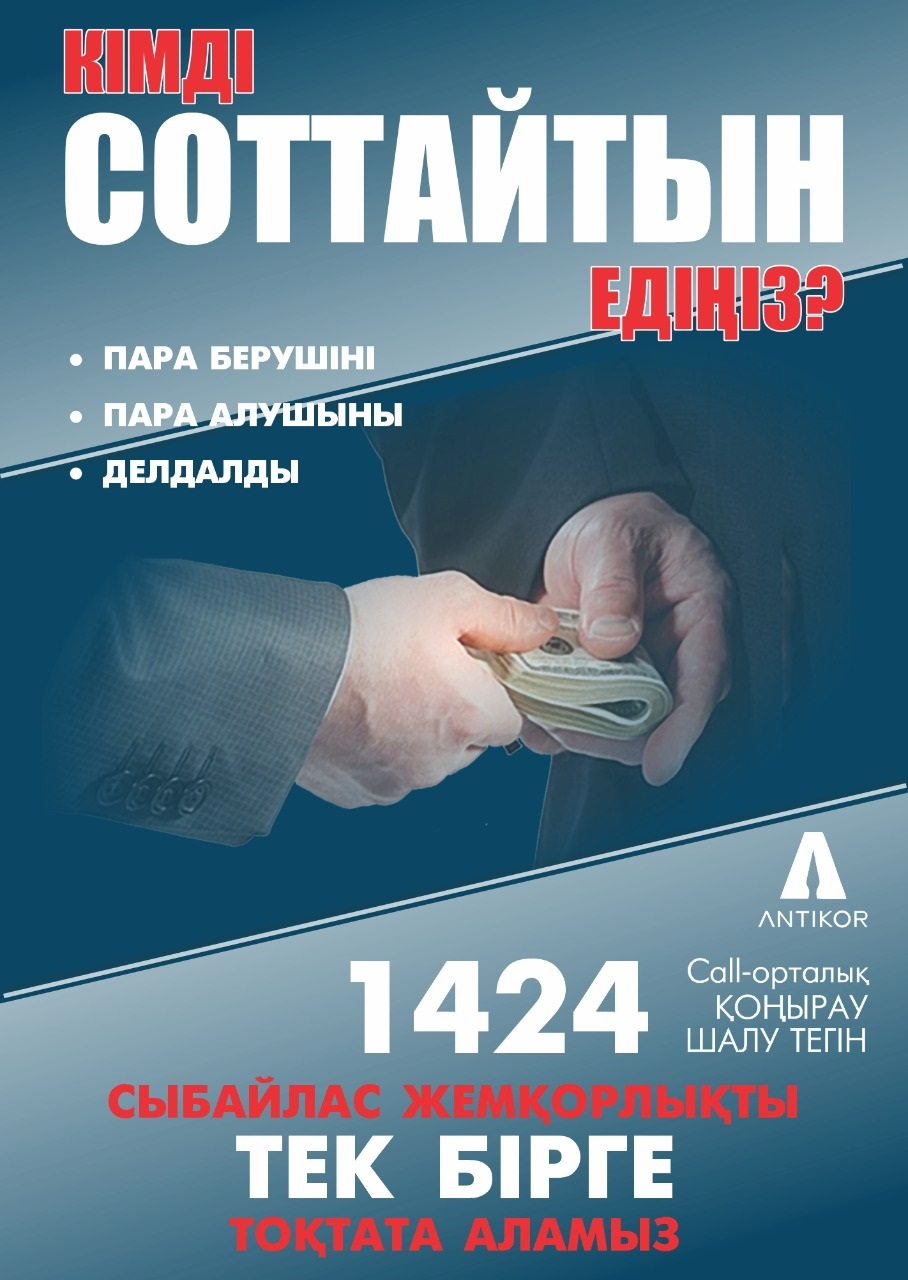 КІМДІ
СОТТАЙТЫН
ЕДІҢІЗ?
• ПАРА БЕРУШІНІ
• ПАРА АЛУШЫНЫ
• ДЕЛДАЛДЫ
ANTIKOR
1424
Call-орталық
ҚОҢЫРАУ
ШАЛУ ТЕГІН
СЫБАЙЛАС ЖЕМҚОРЛЫҚТЫ
ТЕК БІРГЕ
ТОҚТАТА АЛАМЫЗ